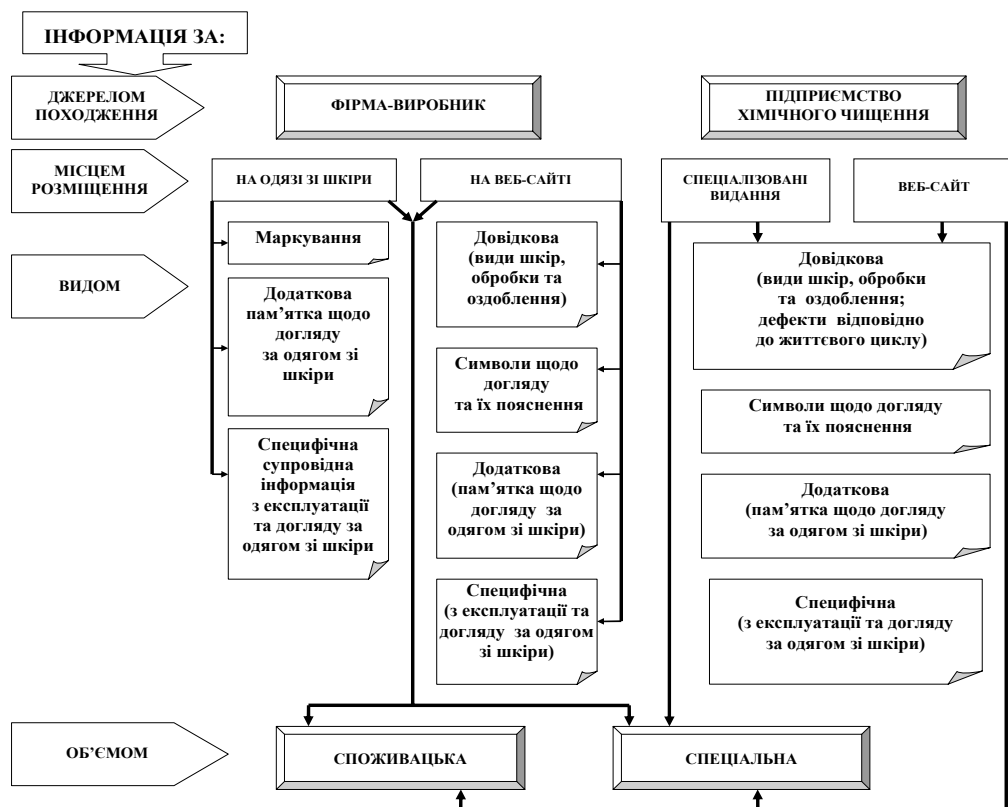 ІНФОРМАЦІЯ ЗА:
ДЖЕРЕЛОМ
ПОХОДЖЕННЯ
ФІРМА-ВИРОБНИК
ПІДПРИЄМСТВО
ХІМІЧНОГО ЧИЩЕННЯ
МІСЦЕМ
РОЗМІЩЕННЯ
НА ОДЯЗІ ЗІ ШКІРИ
НА ВЕБ-САЙТІ
СПЕЦІАЛІЗОВАНІ
ВИДАННЯ
ВЕБ-САЙТ
ВИДОМ
Маркування
Додаткова
пам’ятка щодо
догляду
за одягом зі
шкіри
Специфічна
супровідна
інформація
з експлуатації
та догляду за
одягом зі шкіри
Довідкова
(види шкір,
обробки та
оздоблення)
Символи щодо
догляду
та їх пояснення
Додаткова
(пам’ятка щодо
догляду за
одягом зі шкіри)
Специфічна
(з експлуатації та
догляду за одягом
зі шкіри)
Довідкова
(види шкір, обробки
та оздоблення;
дефекти відповідно
до життєвого циклу)
Символи щодо догляду
та їх пояснення
Додаткова
(пам’ятка щодо догляду
за одягом зі шкіри)
Специфічна
(з експлуатації та догляду
за одягом зі шкіри)
ОБ’ЄМОМ
СПОЖИВАЦЬКА
СПЕЦІАЛЬНА